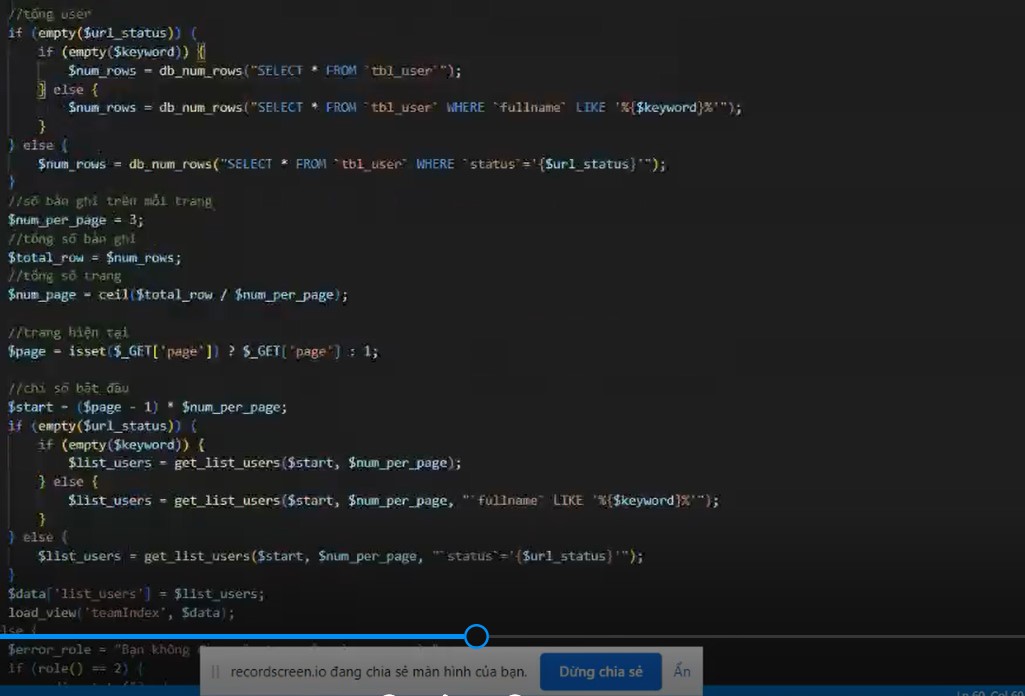 //tổng user
if (empty($url_status)) {
if (empty($keyword)) {
$num_rows = db_num_rows("SELECT * FROM `tbl_user`");
} else {
$num_rows = db_num_rows("SELECT * FROM `tbl_user` WHERE `fullname` LIKE '%{$keyword}%'");
}
} else {
$num_rows = db_num_rows("SELECT * FROM `tbl_user` WHERE `status`='{$url_status}'");
}
//số bản ghi trên mỗi trang
$num_per_page = 3;
//tổng số bản ghi
$total_row = $num_rows;
//tổng số trang
$num_page = ceil($total_row / $num_per_page);
//trang hiện tại
$page = isset($_GET['page']) ? $_GET['page'] : 1;
//chỉ số bắt đầu
$start = ($page - 1) * $num_per_page;
if (empty($url_status)) {
if (empty($keyword)) {
$list_users = get_list_users($start, $num_per_page);
} else {
$list_users = get_list_users($start, $num_per_page, "`fullname` LIKE '%{$keyword}%'");
}
} else {
$list_users = get_list_users($start, $num_per_page, "`status`='{$url_status}'");
}
$data['list_users'] = $list_users;
load_view('teamIndex', $data);
lse {
$error_role = "Bạn không
if (role() == 2) {
recordscreen.io đang chia sẻ màn hình của bạn.
Dừng chia sẻ
Ẩn